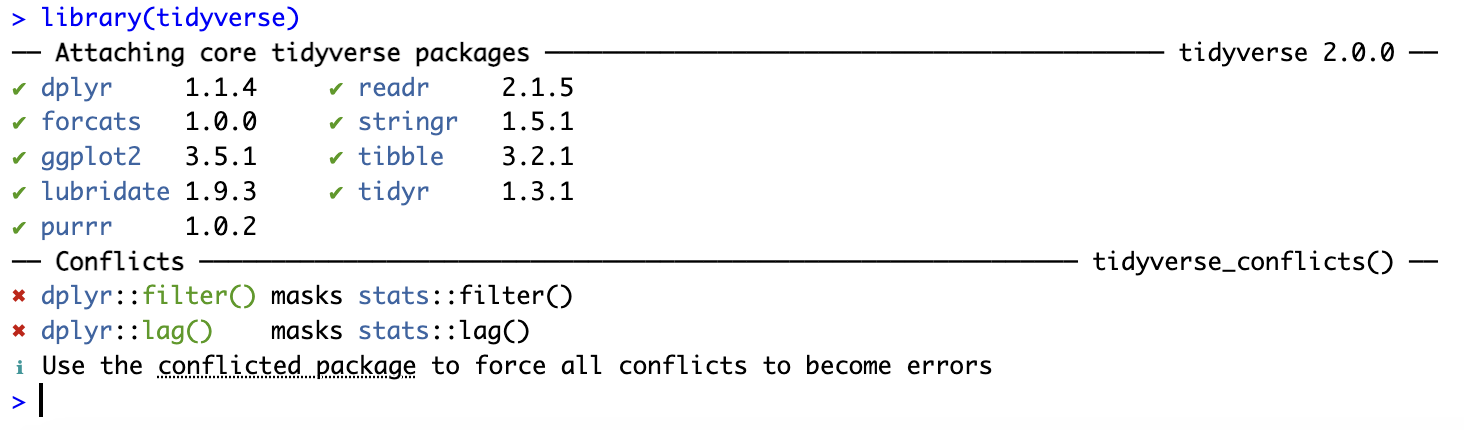 > library(tidyverse)
── Attaching core tidyverse packages ─────────────────────────────────────────── tidyverse 2.0.0 ──
✔ dplyr     1.1.4     ✔ readr     2.1.5
✔ forcats   1.0.0     ✔ stringr   1.5.1
✔ ggplot2   3.5.1     ✔ tibble    3.2.1
✔ lubridate 1.9.3     ✔ tidyr     1.3.1
✔ purrr     1.0.2
── Conflicts ───────────────────────────────────────────────────────────── tidyverse_conflicts() ──
✖ dplyr::filter() masks stats::filter()
✖ dplyr::lag()    masks stats::lag()
ℹ Use the conflicted package to force all conflicts to become errors
>